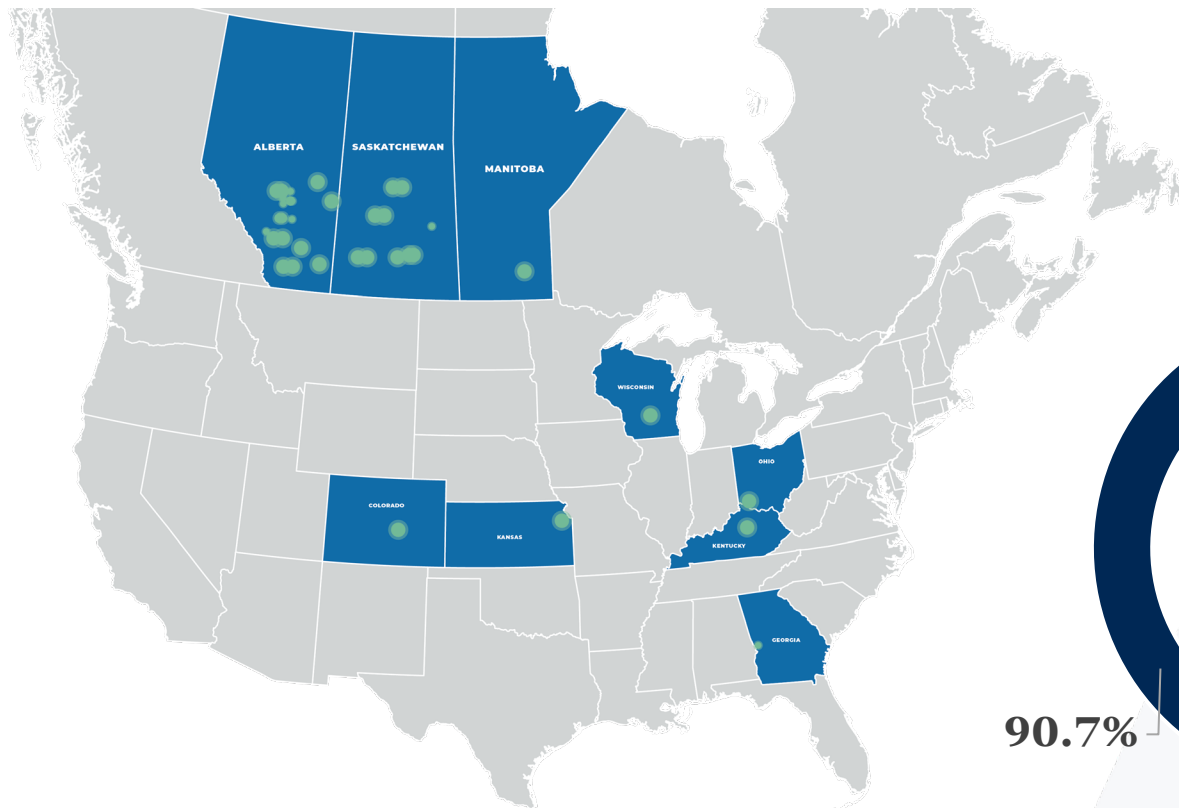 ALBERTA
SASKATCHEWAN
MANITOBA
WISCONSIN
OHIO
COLORADO
KANSAS
KENTUCKY
GEORGIA
90.7%